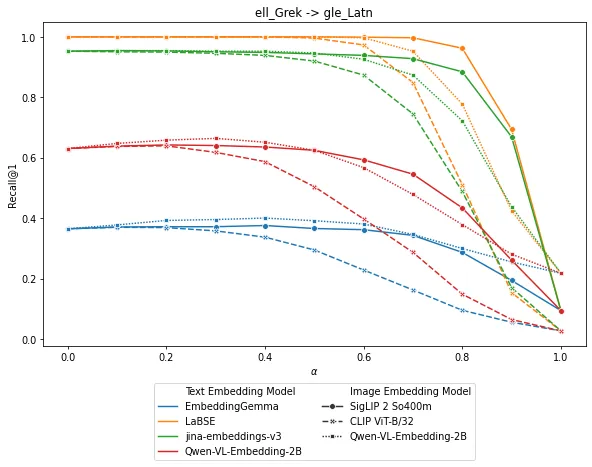 ell_Grek -> gle_Latn
Recall@1
1.0
0.8
0.6
0.4
0.2
0.0
0.0 0.2 0.4 0.6 0.8 1.0
α
Text Embedding Model
EmbeddingGemma
LaBSE
jina-embeddings-v3
Qwen-VL-Embedding-2B
Image Embedding Model
SigLIP 2 So400m
CLIP ViT-B/32
Qwen-VL-Embedding-2B